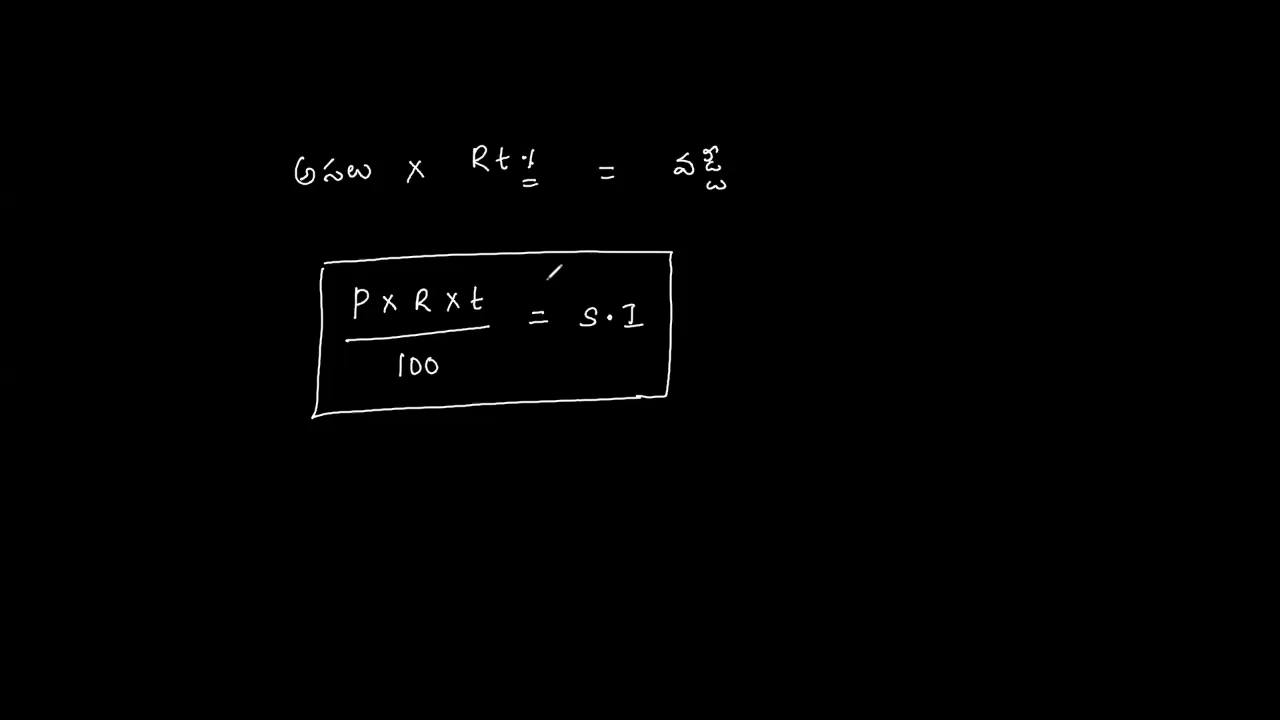 అసలు × Rt% = వడ్డీ
P × R × t / 100 = S.I